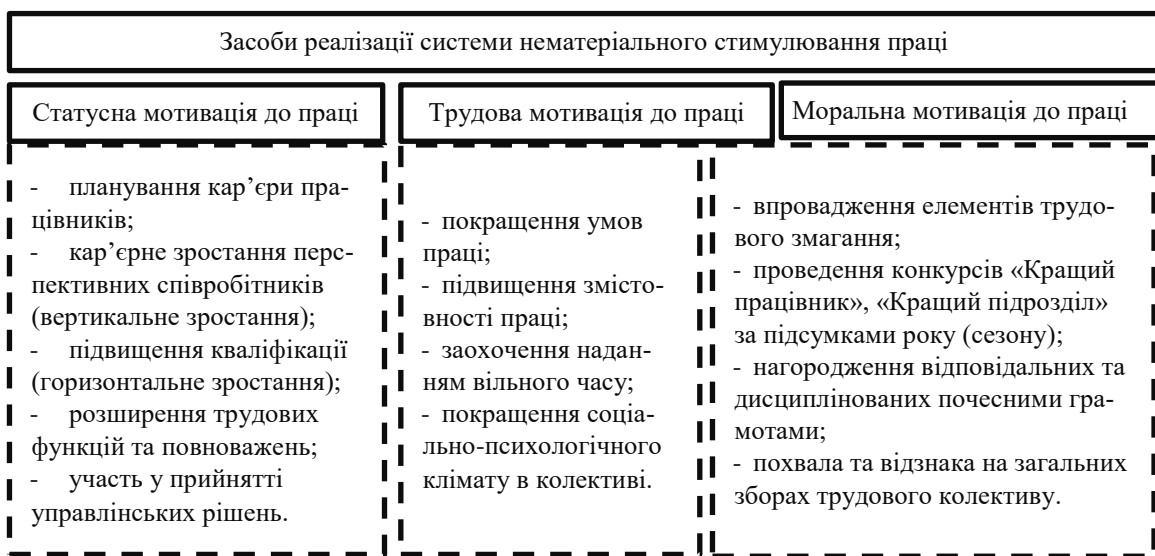 Засоби реалізації системи нематеріального стимулювання праці
Статусна мотивація до праці
- планування кар’єри пра-
цівників;
- кар’єрне зростання перс-
пективних співробітників
(вертикальне зростання);
- підвищення кваліфікації
(горизонтальне зростання);
- розширення трудових
функцій та повноважень;
- участь у прийнятті
управлінських рішень.
Трудова мотивація до праці
- покращення умов
праці;
- підвищення зместо-
вності праці;
- заохочення надан-
ням вільного часу;
- покращення соціа-
льно-психологічного
клімату в колективі.
Моральна мотивація до праці
- впровадження елементів трудо-
вого змагання;
- проведення конкурсів «Кращий
працівник», «Кращий підрозділ»
за підсумками року (сезону);
- нагородження відповідальних та
дисциплінованих почесними гра-
мотами;
- похвала та відзнака на загальних
зборах трудового колективу.